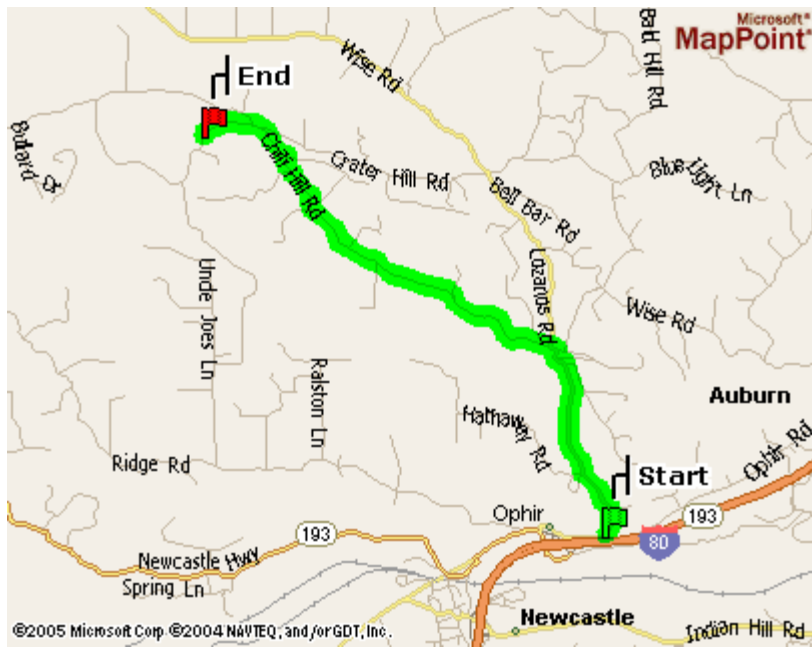 Microsoft®
MapPoint®
Wise Rd
Hill Rd
End
Bullard Dr
Chili Hill Rd
Crater Hill Rd
Blue Light Ln
Bell Bar Rd
Lozanos Rd
Uncle Joes Ln
Wise Rd
Ralston Ln
Auburn
Hathaway Rd
Ophir Rd
Ridge Rd
Start
Ophir
193
193
80
Newcastle Hwy
Spring Ln
Newcastle
Indian Hill Rd
©2005 Microsoft Corp ©2004 NAVTEQ, and/or GDT, Inc.